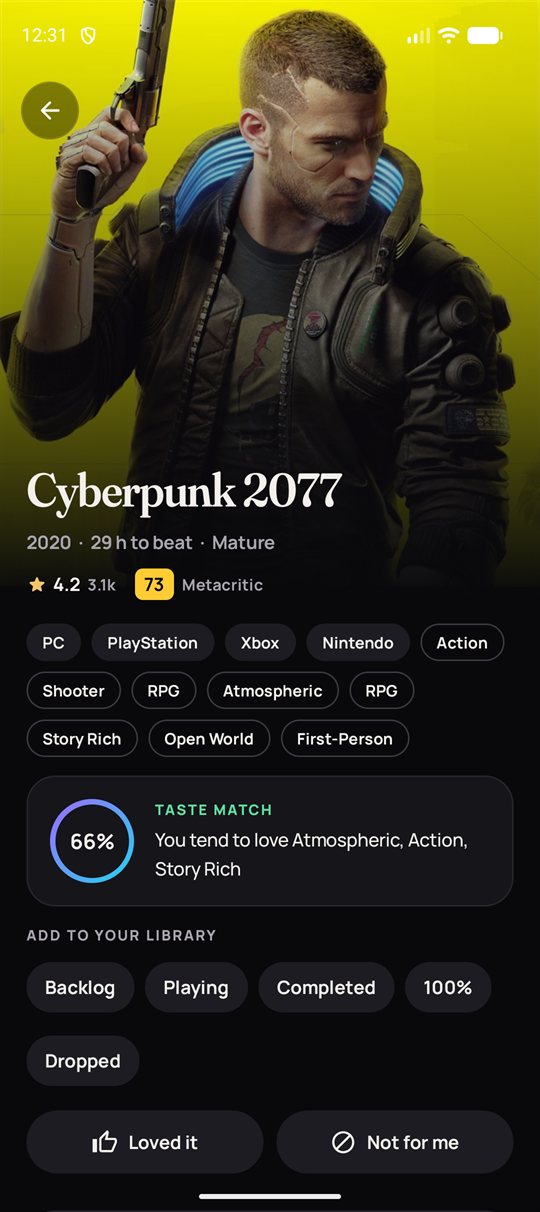 12:31
Cyberpunk 2077
2020 · 29 h to beat · Mature
4.2 3.1k 73 Metacritic
PC PlayStation Xbox Nintendo Action
Shooter RPG Atmospheric RPG
Story Rich Open World First-Person
TASTE MATCH
66% You tend to love Atmospheric, Action,
Story Rich
ADD TO YOUR LIBRARY
Backlog Playing Completed 100%
Dropped
Loved it Not for me